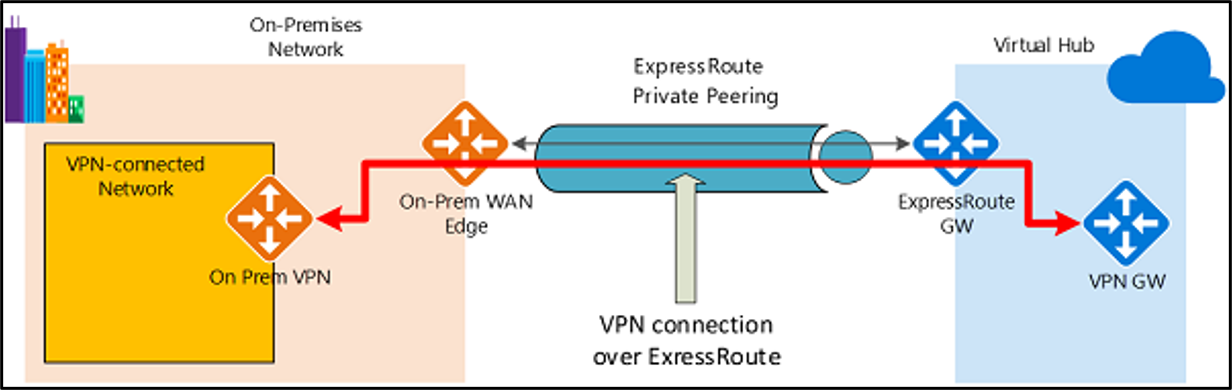 On-Premises
Network
Virtual Hub
ExpressRoute
Private Peering
VPN-connected
Network
On-Prem WAN
Edge
ExpressRoute
GW
On Prem VPN
VPN GW
VPN connection
over ExressRoute